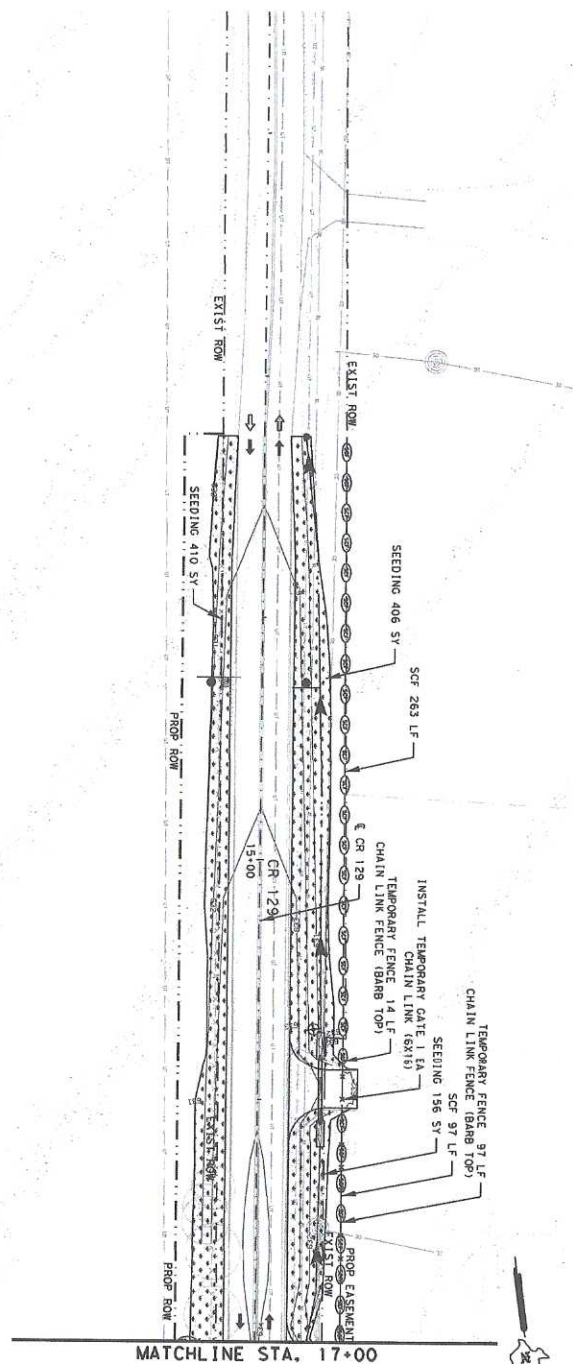 EXIST ROW
EXIST ROW
SEEDING 410 SY
SEEDING 406 SY
SCF 263 LF
PROP ROW
CR 129
15+00
℄ CR 129
TEMPORARY FENCE 14 LF
CHAIN LINK FENCE (BARB TOP)
INSTALL TEMPORARY GATE 1 EA
CHAIN LINK (6X16)
SEEDING 156 SY
SCF 97 LF
TEMPORARY FENCE 97 LF
CHAIN LINK FENCE (BARB TOP)
EXIST ROW
EXIST ROW
PROP EASEMENT
PROP ROW
MATCHLINE STA. 17+00